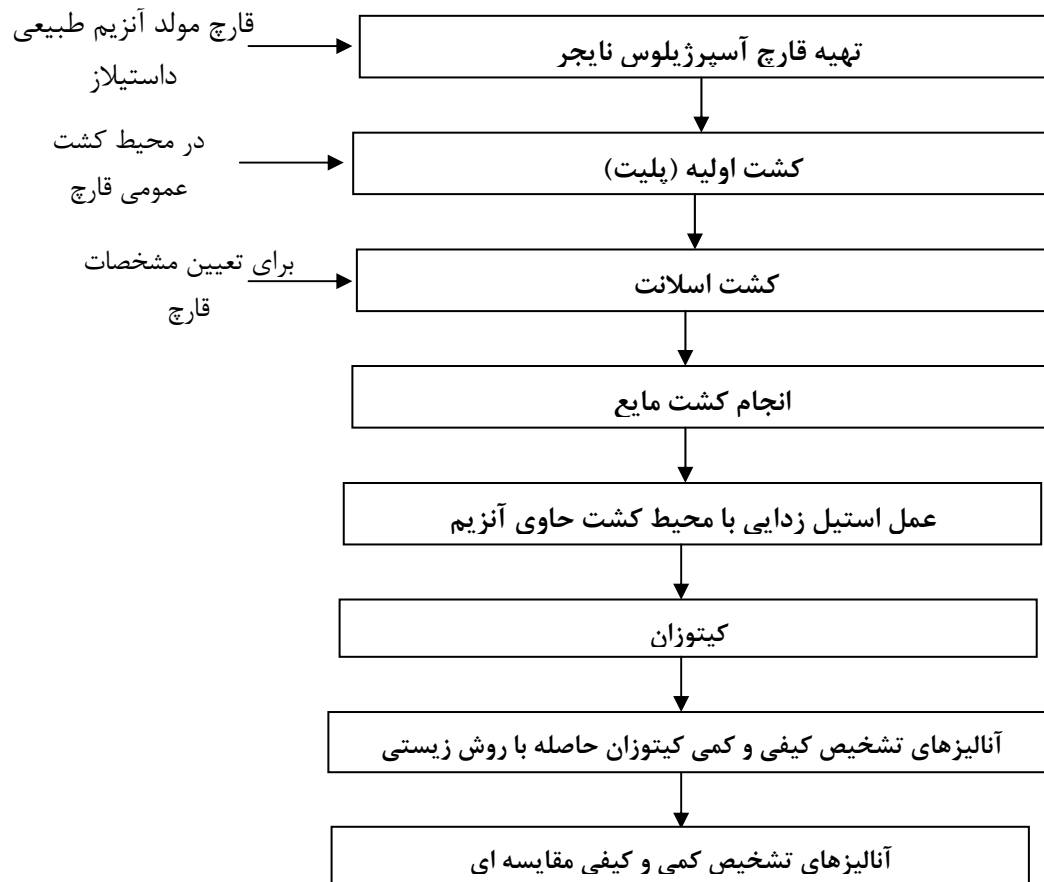 قارچ مولد آنزیم طبیعی
داستیلاز
تهیه قارچ آسپرژیلوس نایجر
در محیط کشت
عمومی قارچ
کشت اولیه (پلیت)
برای تعیین مشخصات
قارچ
کشت اسلانت
انجام کشت مایع
عمل استیل زدایی با محیط کشت حاوی آنزیم
کیتوزان
آنالیزهای تشخیص کیفی و کمی کیتوزان حاصله با روش زیستی
آنالیزهای تشخیص کمی و کیفی مقایسه ای